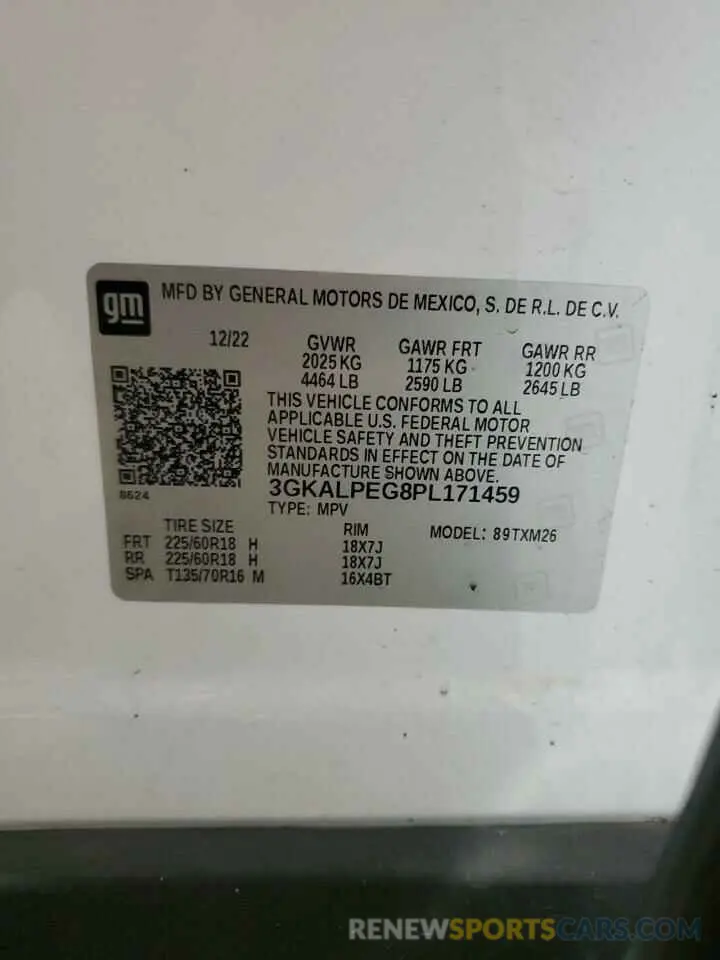 gm
MFD BY GENERAL MOTORS DE MEXICO, S. DE R.L. DE C.V.
12/22 GVWR GAWR FRT GAWR RR
2025 KG 1175 KG 1200 KG
4464 LB 2590 LB 2645 LB
THIS VEHICLE CONFORMS TO ALL
APPLICABLE U.S. FEDERAL MOTOR
VEHICLE SAFETY AND THEFT PREVENTION
STANDARDS IN EFFECT ON THE DATE OF
MANUFACTURE SHOWN ABOVE.
8624
3GKALPEG8PL171459
TYPE: MPV
TIRE SIZE RIM MODEL: 89TXM26
FRT 225/60R18 H 18X7J
RR 225/60R18 H 18X7J
SPA T135/70R16 M 16X4BT
RENEWSPORTSCARS.COM